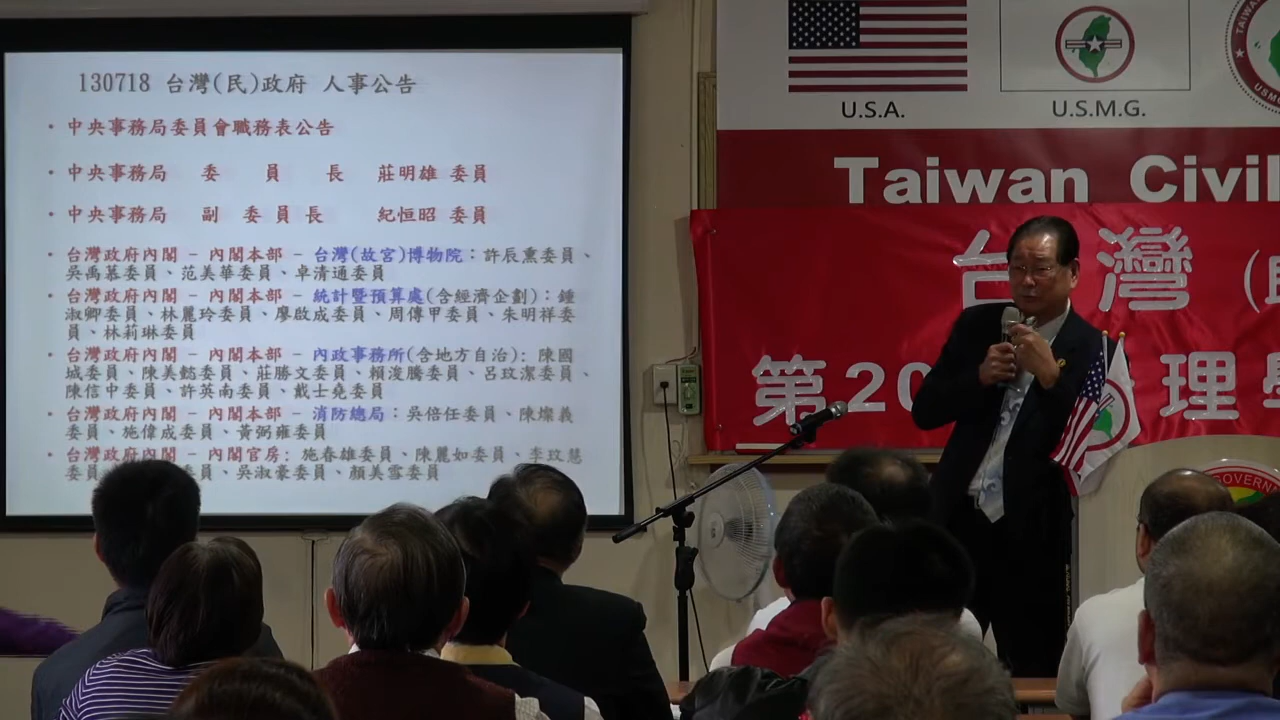 130718 台灣(民)政府 人事公告
• 中央事務局委員會職務表公告
• 中央事務局 委 員 長 莊明雄 委員
• 中央事務局 副 委 員 長 紀恒昭 委員
• 台灣政府內閣 - 內閣本部 - 台灣(故宮)博物院：許辰熏委員、
吳禹慕委員、范美華委員、卓清通委員
• 台灣政府內閣 - 內閣本部 - 統計暨預算處(含經濟企劃)：鍾
淑卿委員、林麗玲委員、廖啟成委員、周傳甲委員、朱明祥委
員、林莉琳委員
• 台灣政府內閣 - 內閣本部 - 內政事務所(含地方自治): 陳國
城委員、陳美懿委員、莊勝文委員、賴浚騰委員、呂玟潔委員、
陳信中委員、許英南委員、戴士堯委員
• 台灣政府內閣 - 內閣本部 - 消防總局：吳倍任委員、陳燦義
委員、施偉成委員、黃弼雍委員
• 台灣政府內閣 - 內閣官房: 施春雄委員、陳麗如委員、李玟慧
委員 委員、吳淑豪委員、顏美雪委員
U.S.A.
U.S.M.G.
TAIWAN
USMG
Taiwan Civil
台灣(
第20 理學
GOVERN